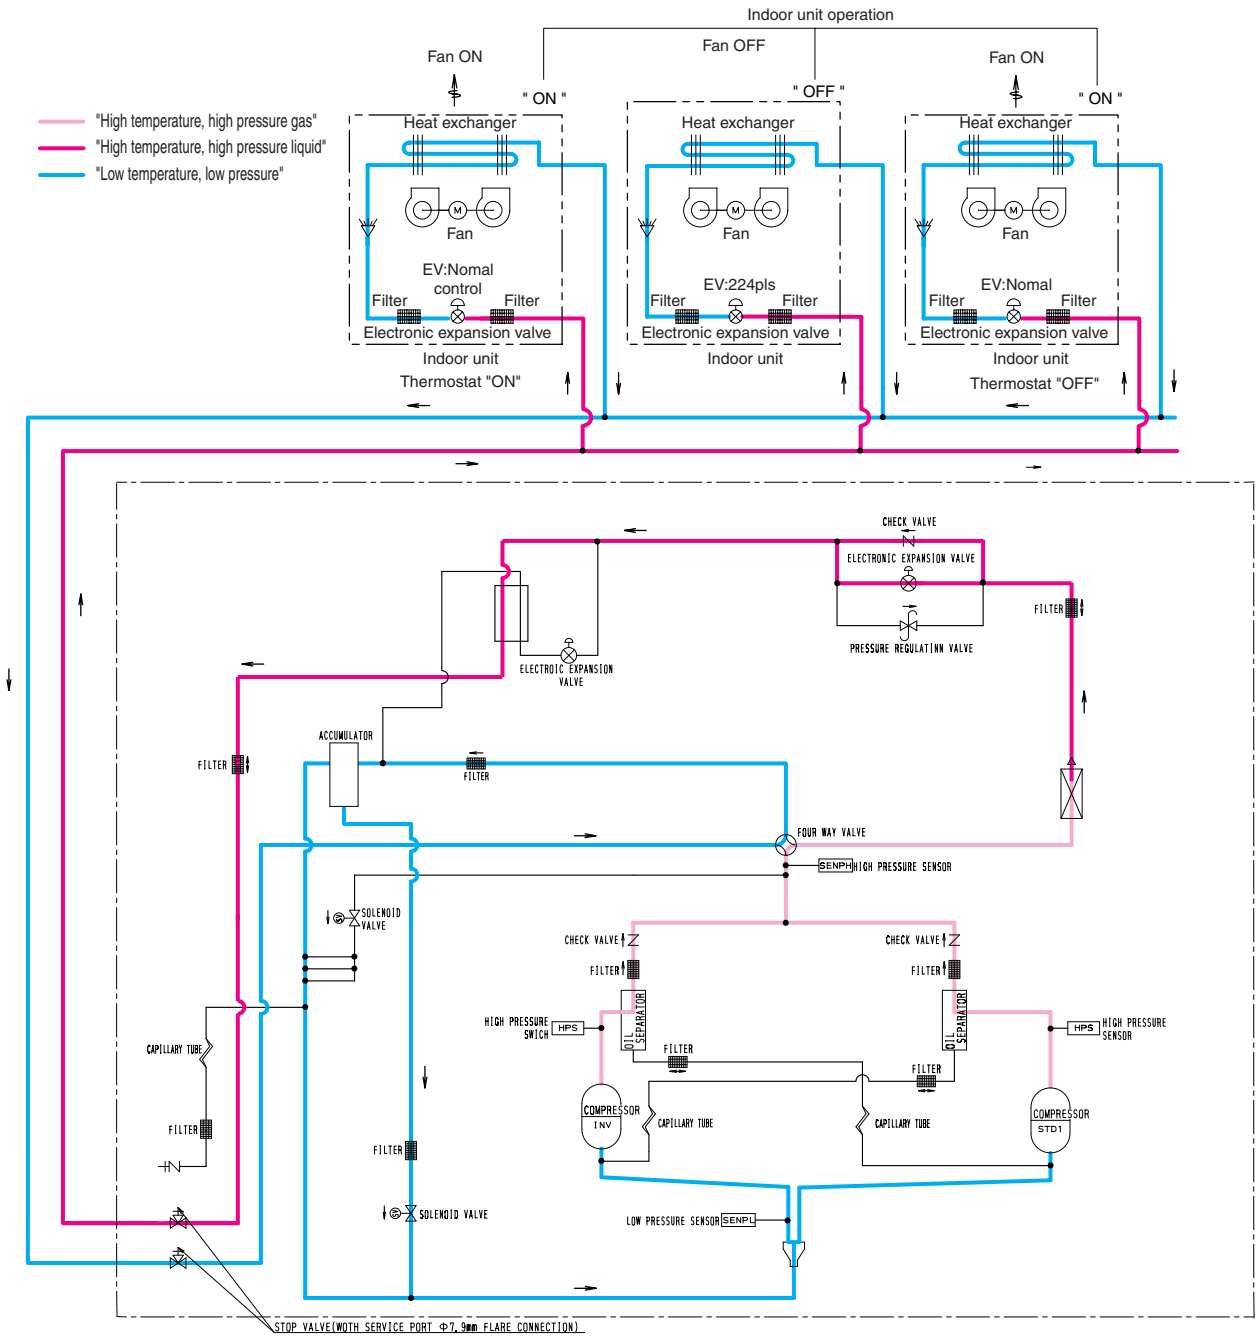 Indoor unit operation
Fan ON
Fan OFF
Fan ON
" ON "
" OFF "
" ON "
"High temperature, high pressure gas"
"High temperature, high pressure liquid"
"Low temperature, low pressure"
Heat exchanger
Heat exchanger
Heat exchanger
M
M
M
Fan
Fan
Fan
EV:Nomal
control
EV:224pls
EV:Nomal
Filter
Filter
Filter
Filter
Filter
Filter
Electronic expansion valve
Electronic expansion valve
Electronic expansion valve
Indoor unit
Indoor unit
Indoor unit
Thermostat "ON"
Thermostat "OFF"
CHECK VALVE
ELECTRONIC EXPANSION VALVE
FILTER
PRESSURE REGULATINN VALVE
ELECTROIC EXPANSION
VALVE
ACCUMULATOR
FILTER
FILTER
FOUR WAY VALVE
SENPH
HIGH PRESSURE SENSOR
SV
SOLENOID
VALVE
CHECK VALVE
CHECK VALVE
FILTER
FILTER
OIL
SEPARATOR
OIL
SEPARATOR
HIGH PRESSURE
SWICH
HPS
HPS
HIGH PRESSURE
SENSOR
CAPILLARY TUBE
FILTER
FILTER
COMPRESSOR
INV
CAPILLARY TUBE
CAPILLARY TUBE
COMPRESSOR
STD1
FILTER
FILTER
SV
SOLENOID VALVE
LOW PRESSURE SENSOR
SENPL
STOP VALVE(WOTH SERVICE PORT Φ7.9mm FLARE CONNECTION)